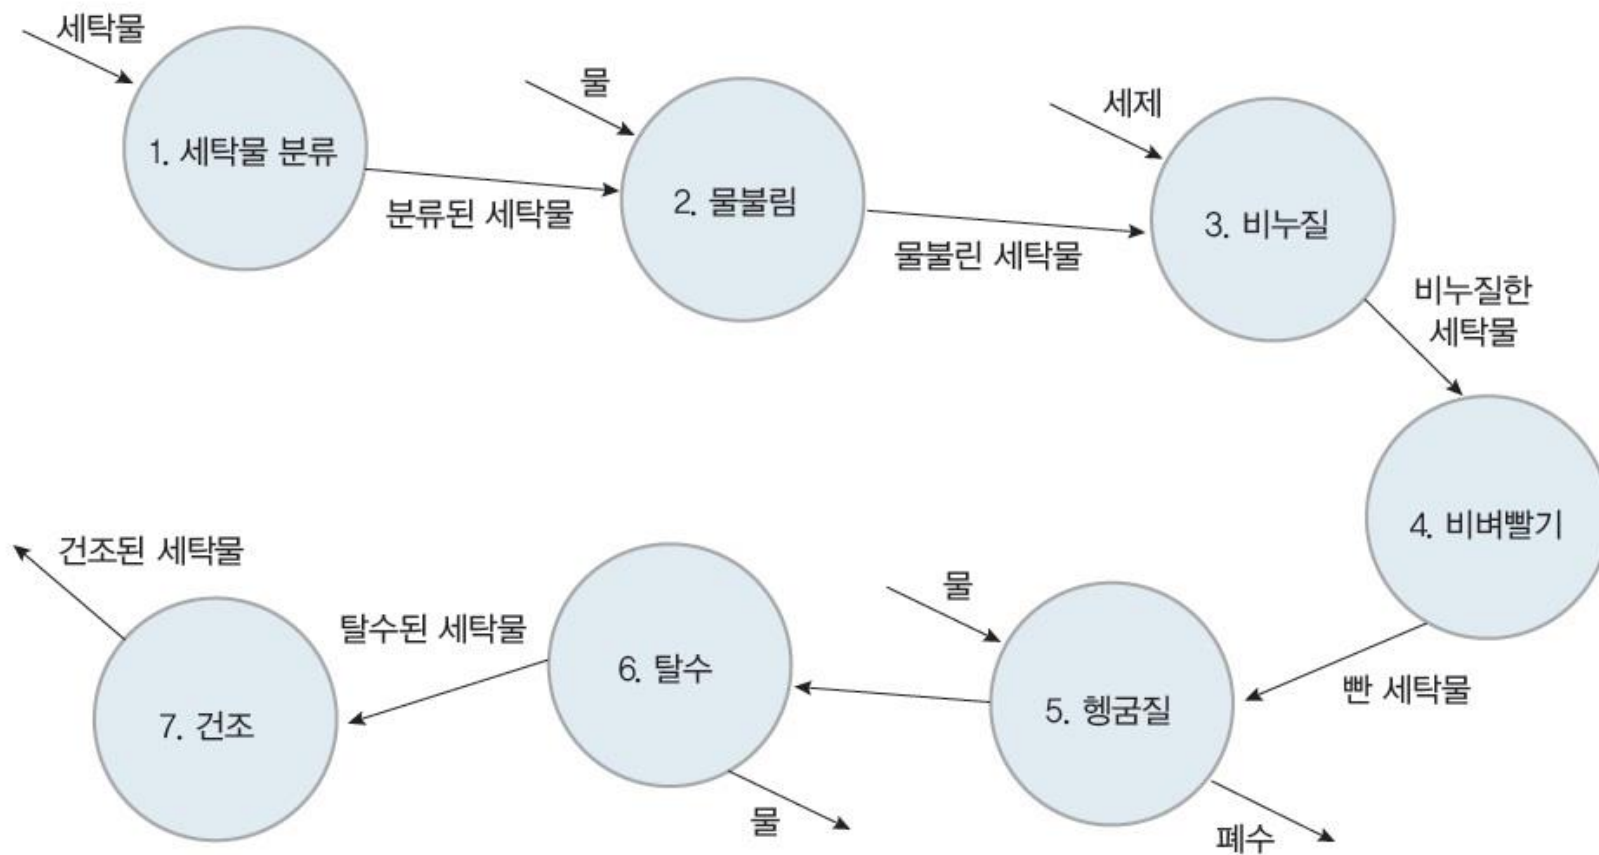 세탁물
1. 세탁물 분류
분류된 세탁물
물
2. 물불림
물불린 세탁물
세제
3. 비누질
비누질한
세탁물
4. 비벼빨기
빤 세탁물
물
5. 헹굼질
폐수
6. 탈수
물
탈수된 세탁물
7. 건조
건조된 세탁물